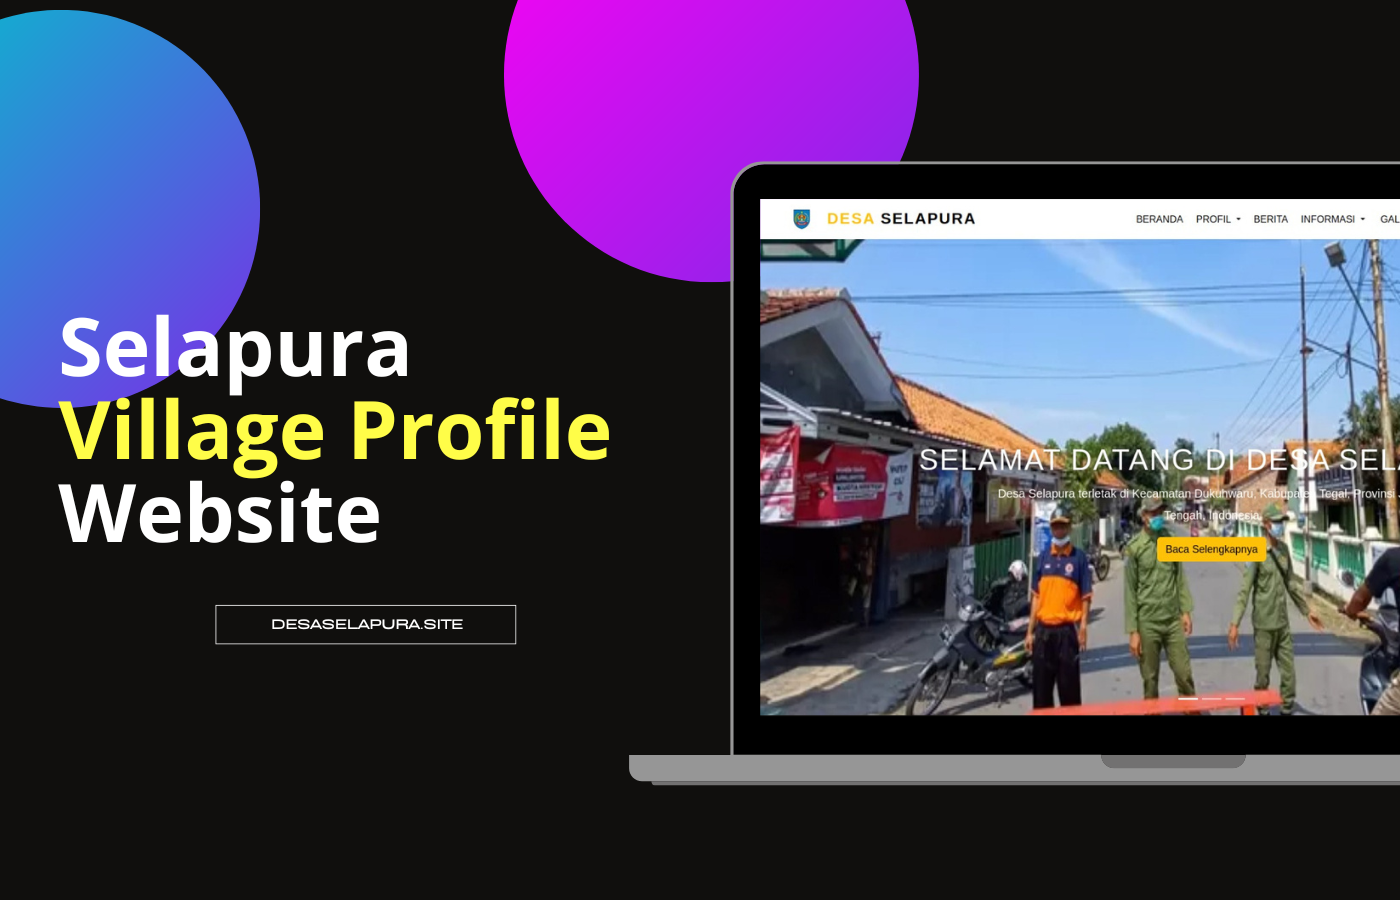 Selapura
Village Profile
Website
DESASELAPURA.SITE
DESA SELAPURA
BERANDA PROFIL BERITA INFORMASI GAL
SELAMAT DATANG DI DESA SEL
Desa Selapura terletak di Kecamatan Dukuhwaru, Kabupaten Tegal, Provinsi
Tengah, Indonesia.
Baca Selengkapnya